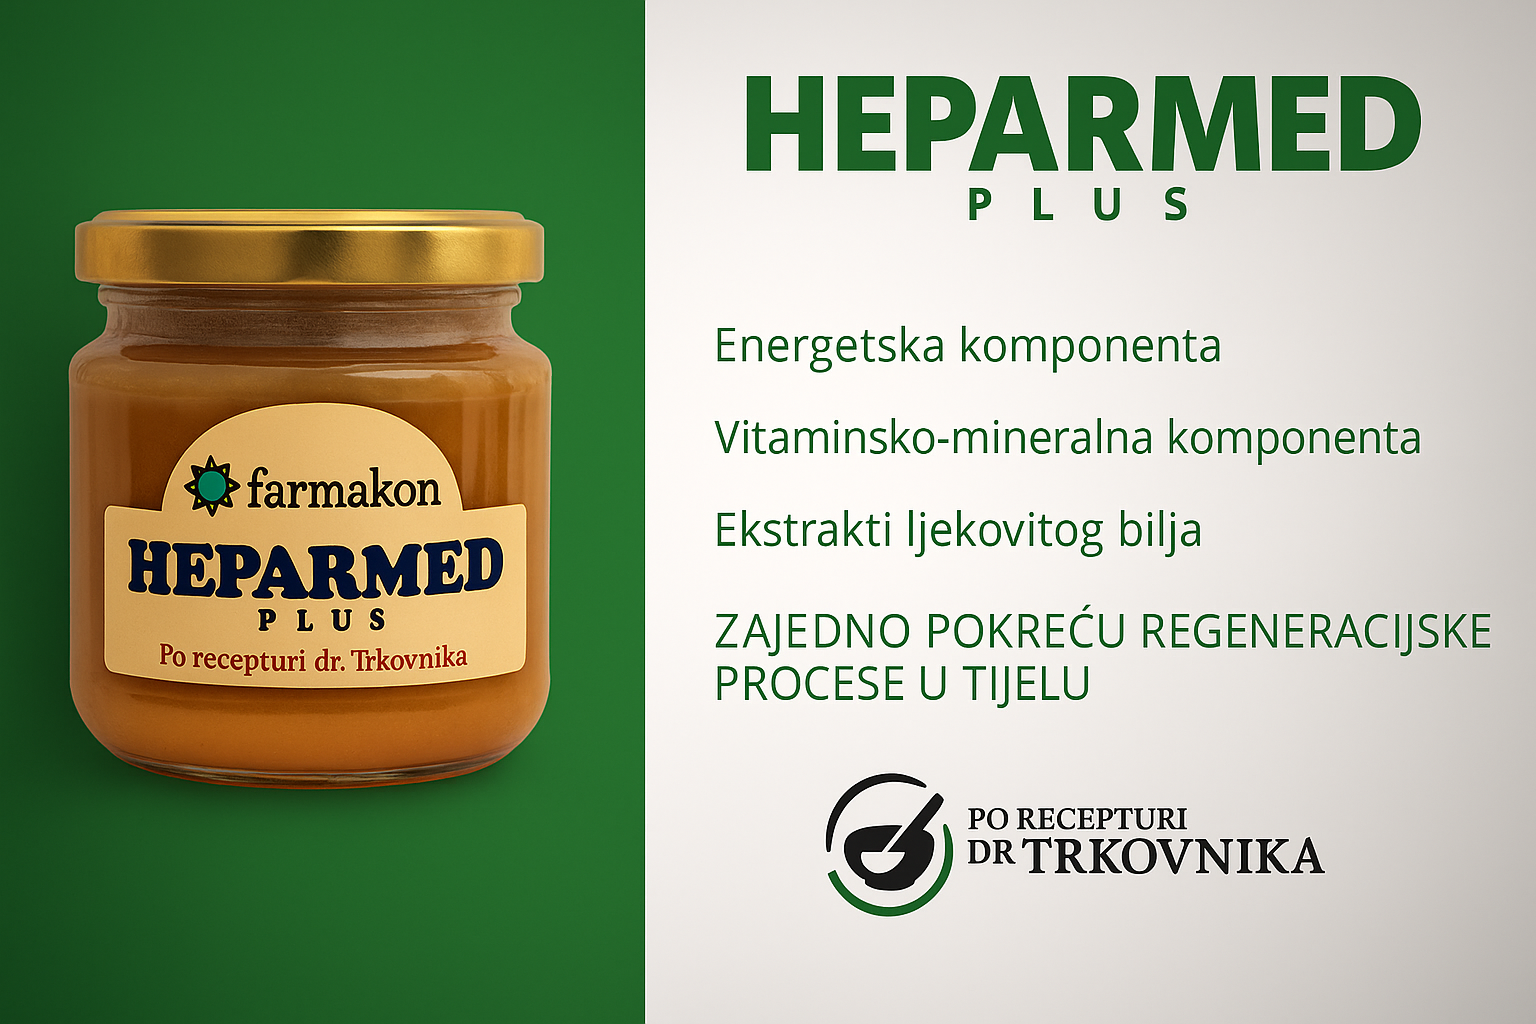 farmakon
HEPARMED
PLUS
Po recepturi dr. Trkovnika
HEPARMED
PLUS
Energetska komponenta
Vitaminsko-mineralna komponenta
Ekstrakti ljekovitog bilja
ZAJEDNO POKREĆU REGENERACIJSKE
PROCESE U TIJELU
PO RECEPTURI
DR TRKOVNIKA